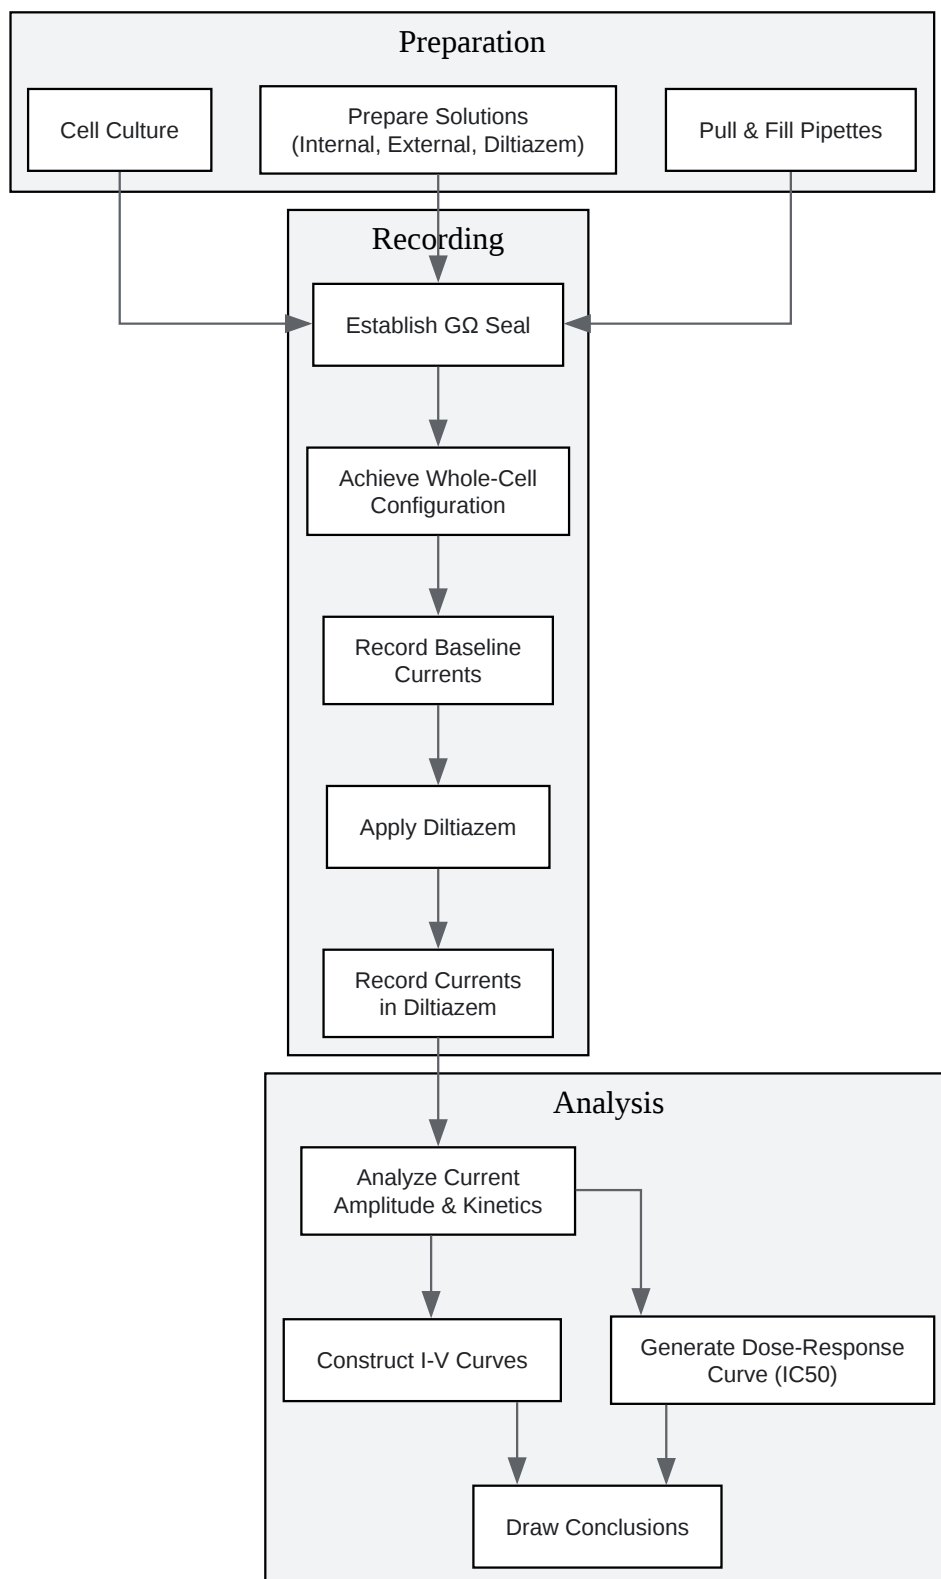 Preparation
Cell Culture
Prepare Solutions
(Internal, External, Diltiazem)
Pull & Fill Pipettes
Recording
Establish GΩ Seal
Achieve Whole-Cell
Configuration
Record Baseline
Currents
Apply Diltiazem
Record Currents
in Diltiazem
Analysis
Analyze Current
Amplitude & Kinetics
Construct I-V Curves
Generate Dose-Response
Curve (IC50)
Draw Conclusions